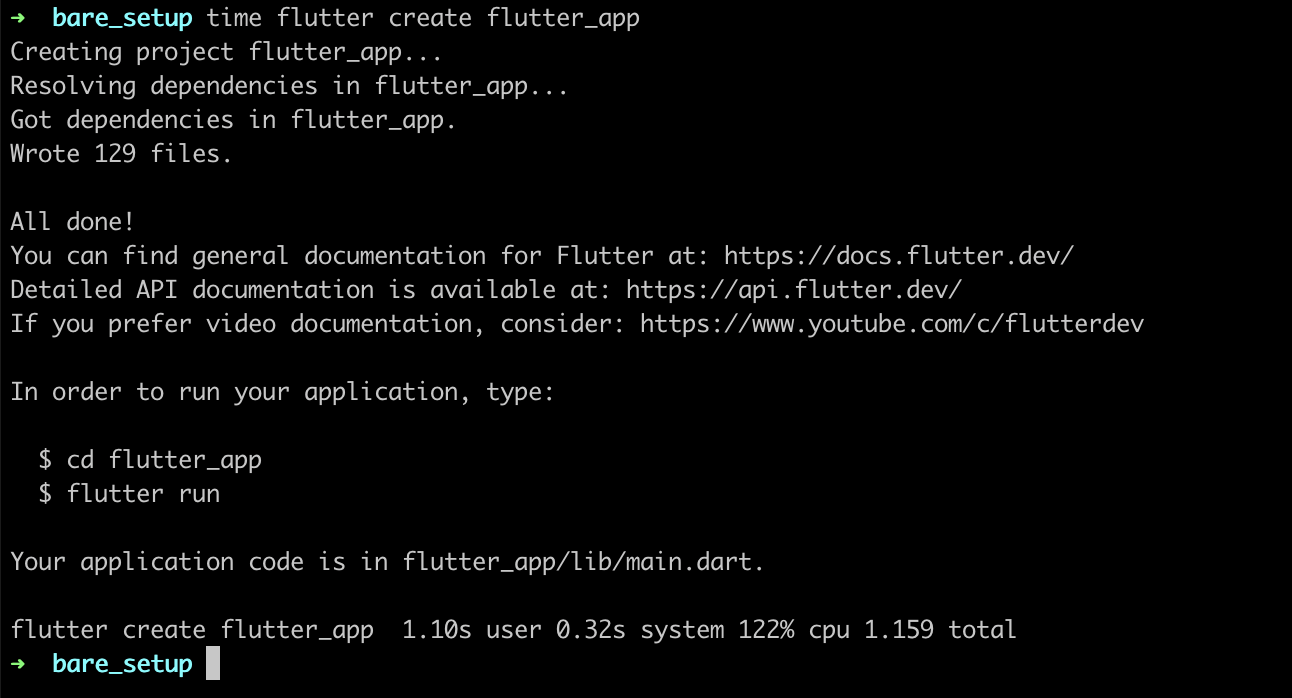 ➜  bare_setup time flutter create flutter_app
Creating project flutter_app...
Resolving dependencies in flutter_app...
Got dependencies in flutter_app.
Wrote 129 files.

All done!
You can find general documentation for Flutter at: https://docs.flutter.dev/
Detailed API documentation is available at: https://api.flutter.dev/
If you prefer video documentation, consider: https://www.youtube.com/c/flutterdev

In order to run your application, type:

  $ cd flutter_app
  $ flutter run

Your application code is in flutter_app/lib/main.dart.

flutter create flutter_app  1.10s user 0.32s system 122% cpu 1.159 total
➜  bare_setup